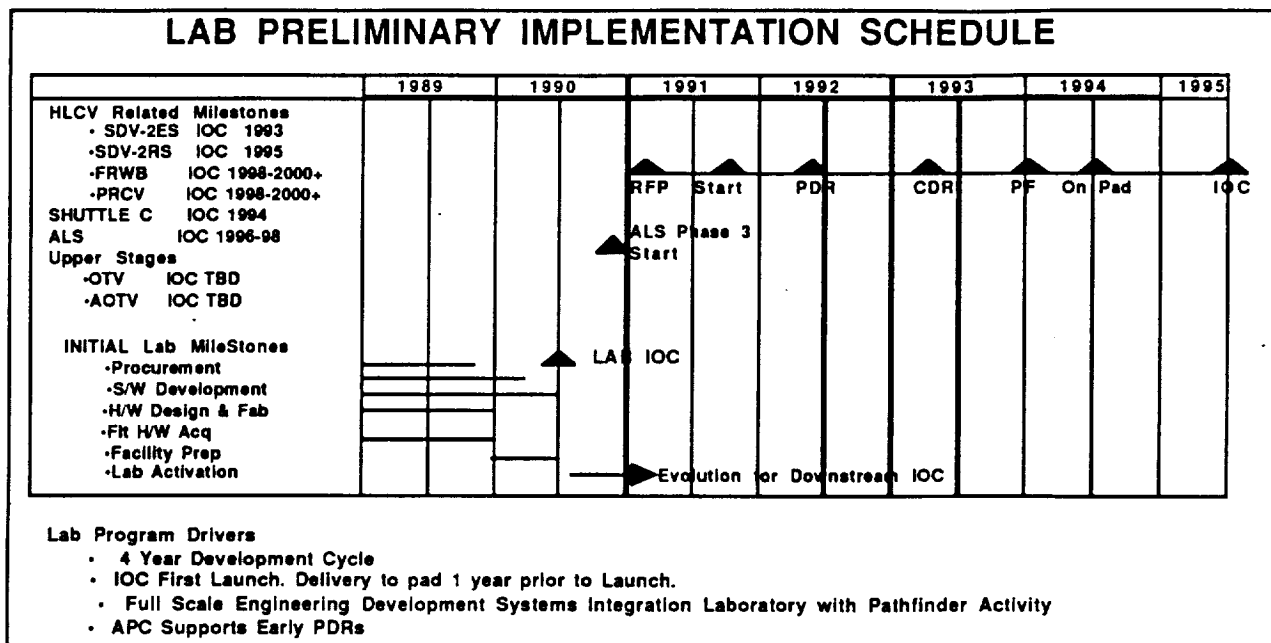 LAB PRELIMINARY IMPLEMENTATION SCHEDULE
1989 1990 1991 1992 1993 1994 1995
HLCV Related Milestones
• SDV-2ES IOC 1993
•SDV-2RS IOC 1995
•FRWB IOC 1998-2000+
•PRCV IOC 1998-2000+
RFP Start PDR CDR PF On Pad IOC
SHUTTLE C IOC 1994
ALS IOC 1996-98
ALS Phase 3
Start
Upper Stages
•OTV IOC TBD
•AOTV IOC TBD
INITIAL Lab MileStones
LAB IOC
•Procurement
•S/W Development
•H/W Design & Fab
•Flt H/W Acq
•Facility Prep
•Lab Activation
Evolution for Downstream IOC
Lab Program Drivers
• 4 Year Development Cycle
• IOC First Launch. Delivery to pad 1 year prior to Launch.
• Full Scale Engineering Development Systems Integration Laboratory with Pathfinder Activity
• APC Supports Early PDRs